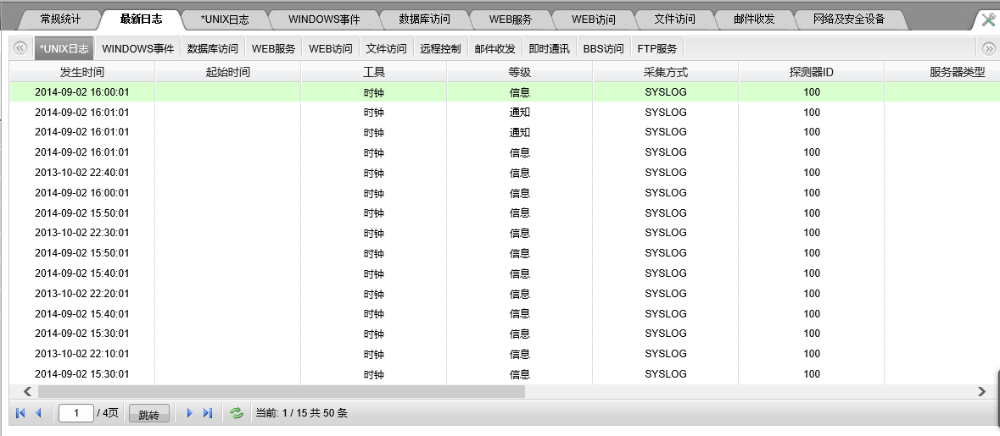 常规统计 最新日志 *UNIX日志 WINDOWS事件 数据库访问 WEB服务 WEB访问 文件访问 邮件收发 网络及安全设备
*UNIX日志 WINDOWS事件 数据库访问 WEB服务 WEB访问 文件访问 远程控制 邮件收发 即时通讯 BBS访问 FTP服务
发生时间 起始时间 工具 等级 采集方式 探测器ID 服务器类型
2014-09-02 16:00:01 时钟 信息 SYSLOG 100
2014-09-02 16:01:01 时钟 通知 SYSLOG 100
2014-09-02 16:01:01 时钟 通知 SYSLOG 100
2014-09-02 16:01:01 时钟 信息 SYSLOG 100
2013-10-02 22:40:01 时钟 信息 SYSLOG 100
2014-09-02 16:00:01 时钟 信息 SYSLOG 100
2014-09-02 15:50:01 时钟 信息 SYSLOG 100
2013-10-02 22:30:01 时钟 信息 SYSLOG 100
2014-09-02 15:50:01 时钟 信息 SYSLOG 100
2014-09-02 15:40:01 时钟 信息 SYSLOG 100
2013-10-02 22:20:01 时钟 信息 SYSLOG 100
2014-09-02 15:40:01 时钟 信息 SYSLOG 100
2014-09-02 15:30:01 时钟 信息 SYSLOG 100
2013-10-02 22:10:01 时钟 信息 SYSLOG 100
2014-09-02 15:30:01 时钟 信息 SYSLOG 100
1 / 4页 跳转 当前: 1 / 15 共 50 条